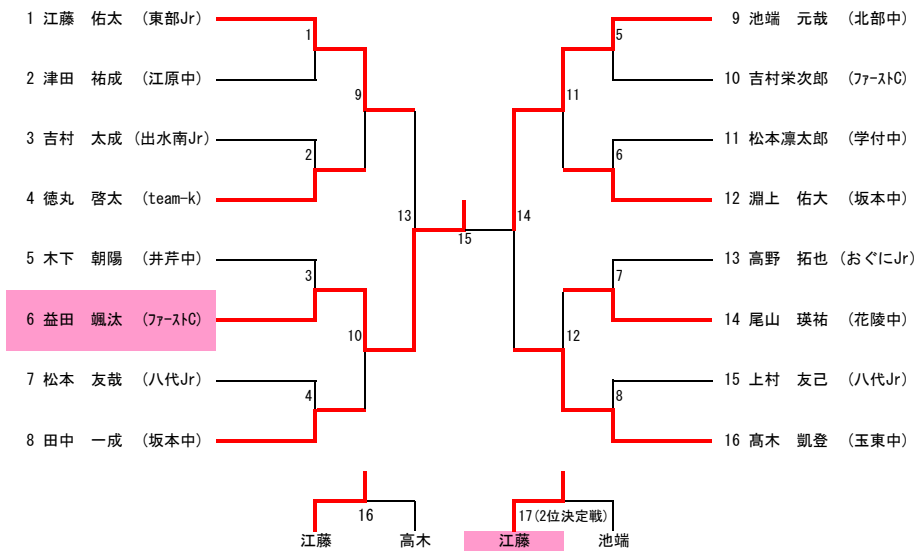 1 江藤 佑太 (東部Jr)
2 津田 祐成 (江原中)
3 吉村 太成 (出水南Jr)
4 徳丸 啓太 (team-k)
5 木下 朝陽 (井芹中)
6 益田 颯汰 (ﾌｧｰｽﾄC)
7 松本 友哉 (八代Jr)
8 田中 一成 (坂本中)
1
2
3
4
9
10
13
15
14
11
12
5
6
7
8
9 池端 元哉 (北部中)
10 吉村栄次郎 (ﾌｧｰｽﾄC)
11 松本凛太郎 (学付中)
12 淵上 佑大 (坂本中)
13 高野 拓也 (おぐにJr)
14 尾山 瑛祐 (花陵中)
15 上村 友己 (八代Jr)
16 髙木 凱登 (玉東中)
16
江藤 高木
17(2位決定戦)
江藤 池端